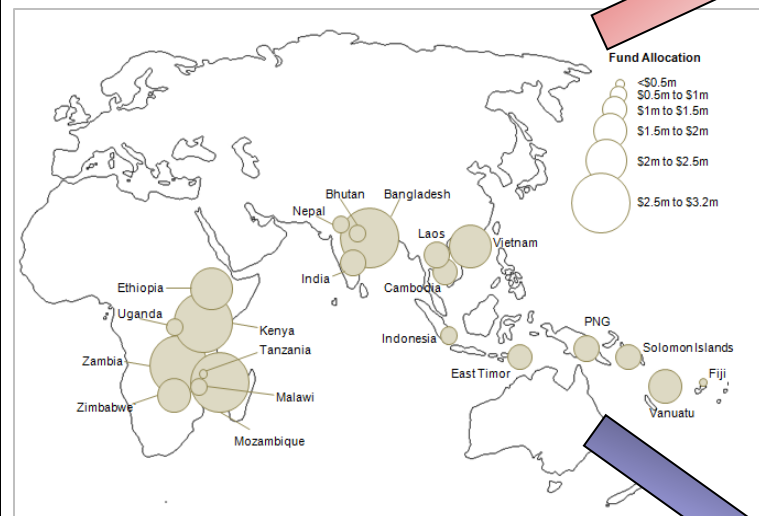 Fund Allocation
<$0.5m
$0.5m to $1m
$1m to $1.5m
$1.5m to $2m
$2m to $2.5m
$2.5m to $3.2m
Bhutan
Bangladesh
Nepal
Laos
Vietnam
India
Cambodia
Ethiopia
Uganda
Kenya
Tanzania
Zambia
Malawi
Zimbabwe
Mozambique
Indonesia
East Timor
PNG
Solomon Islands
Fiji
Vanuatu